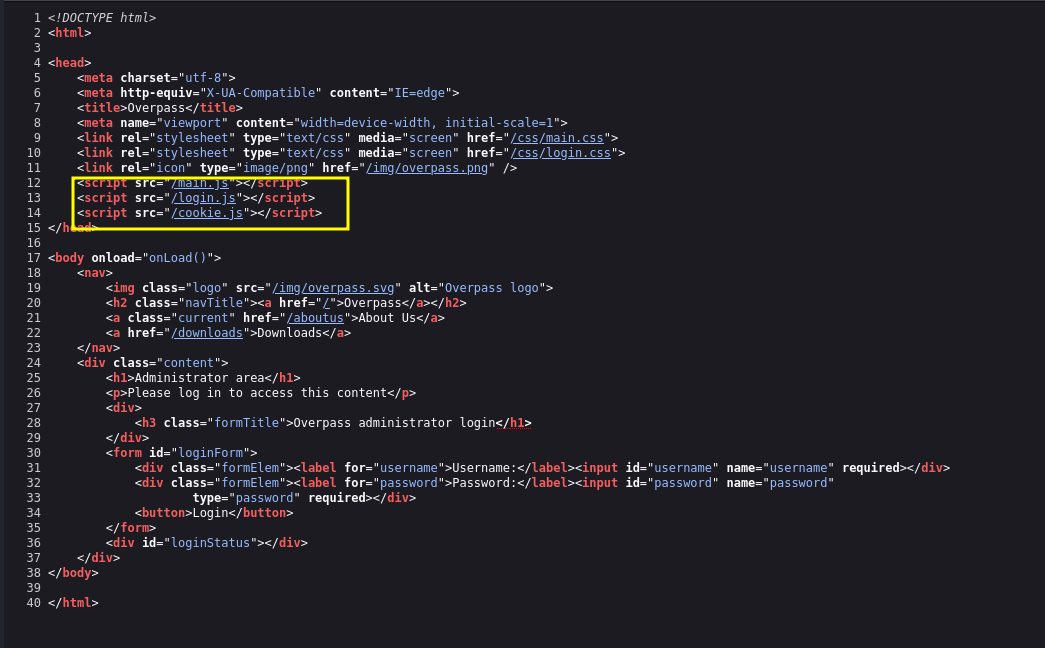 1 <!DOCTYPE html>
2 <html>
3
4 <head>
5     <meta charset="utf-8">
6     <meta http-equiv="X-UA-Compatible" content="IE=edge">
7     <title>Overpass</title>
8     <meta name="viewport" content="width=device-width, initial-scale=1">
9     <link rel="stylesheet" type="text/css" media="screen" href="/css/main.css">
10     <link rel="stylesheet" type="text/css" media="screen" href="/css/login.css">
11     <link rel="icon" type="image/png" href="/img/overpass.png" />
12     <script src="/main.js"></script>
13     <script src="/login.js"></script>
14     <script src="/cookie.js"></script>
15 </head>
16
17 <body onload="onLoad()">
18     <nav>
19         <img class="logo" src="/img/overpass.svg" alt="Overpass logo">
20         <h2 class="navTitle"><a href="/">Overpass</a></h2>
21         <a class="current" href="/aboutus">About Us</a>
22         <a href="/downloads">Downloads</a>
23     </nav>
24     <div class="content">
25         <h1>Administrator area</h1>
26         <p>Please log in to access this content</p>
27         <div>
28             <h3 class="formTitle">Overpass administrator login</h1>
29         </div>
30         <form id="loginForm">
31             <div class="formElem"><label for="username">Username:</label><input id="username" name="username" required></div>
32             <div class="formElem"><label for="password">Password:</label><input id="password" name="password"
33                     type="password" required></div>
34             <button>Login</button>
35         </form>
36         <div id="loginStatus"></div>
37     </div>
38 </body>
39
40 </html>